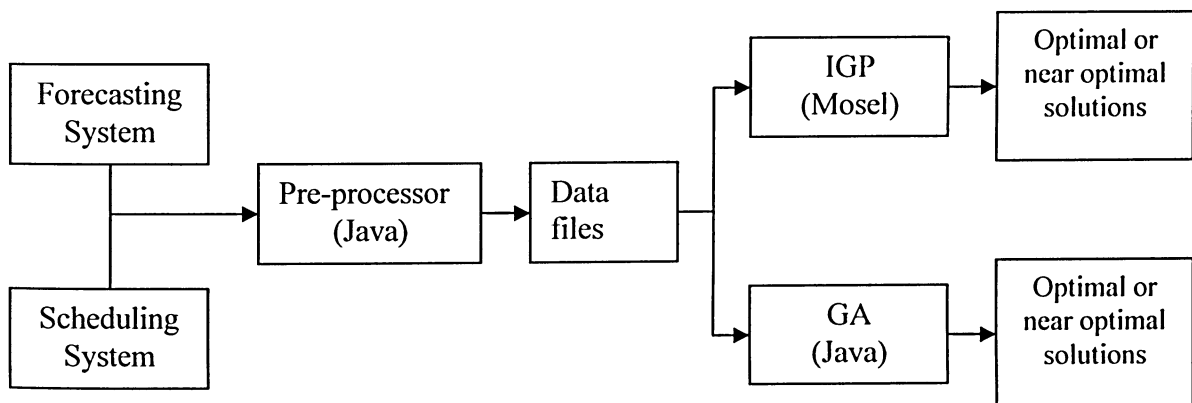 Forecasting
System
Scheduling
System
Pre-processor
(Java)
Data
files
IGP
(Mosel)
Optimal or
near optimal
solutions
GA
(Java)
Optimal or
near optimal
solutions